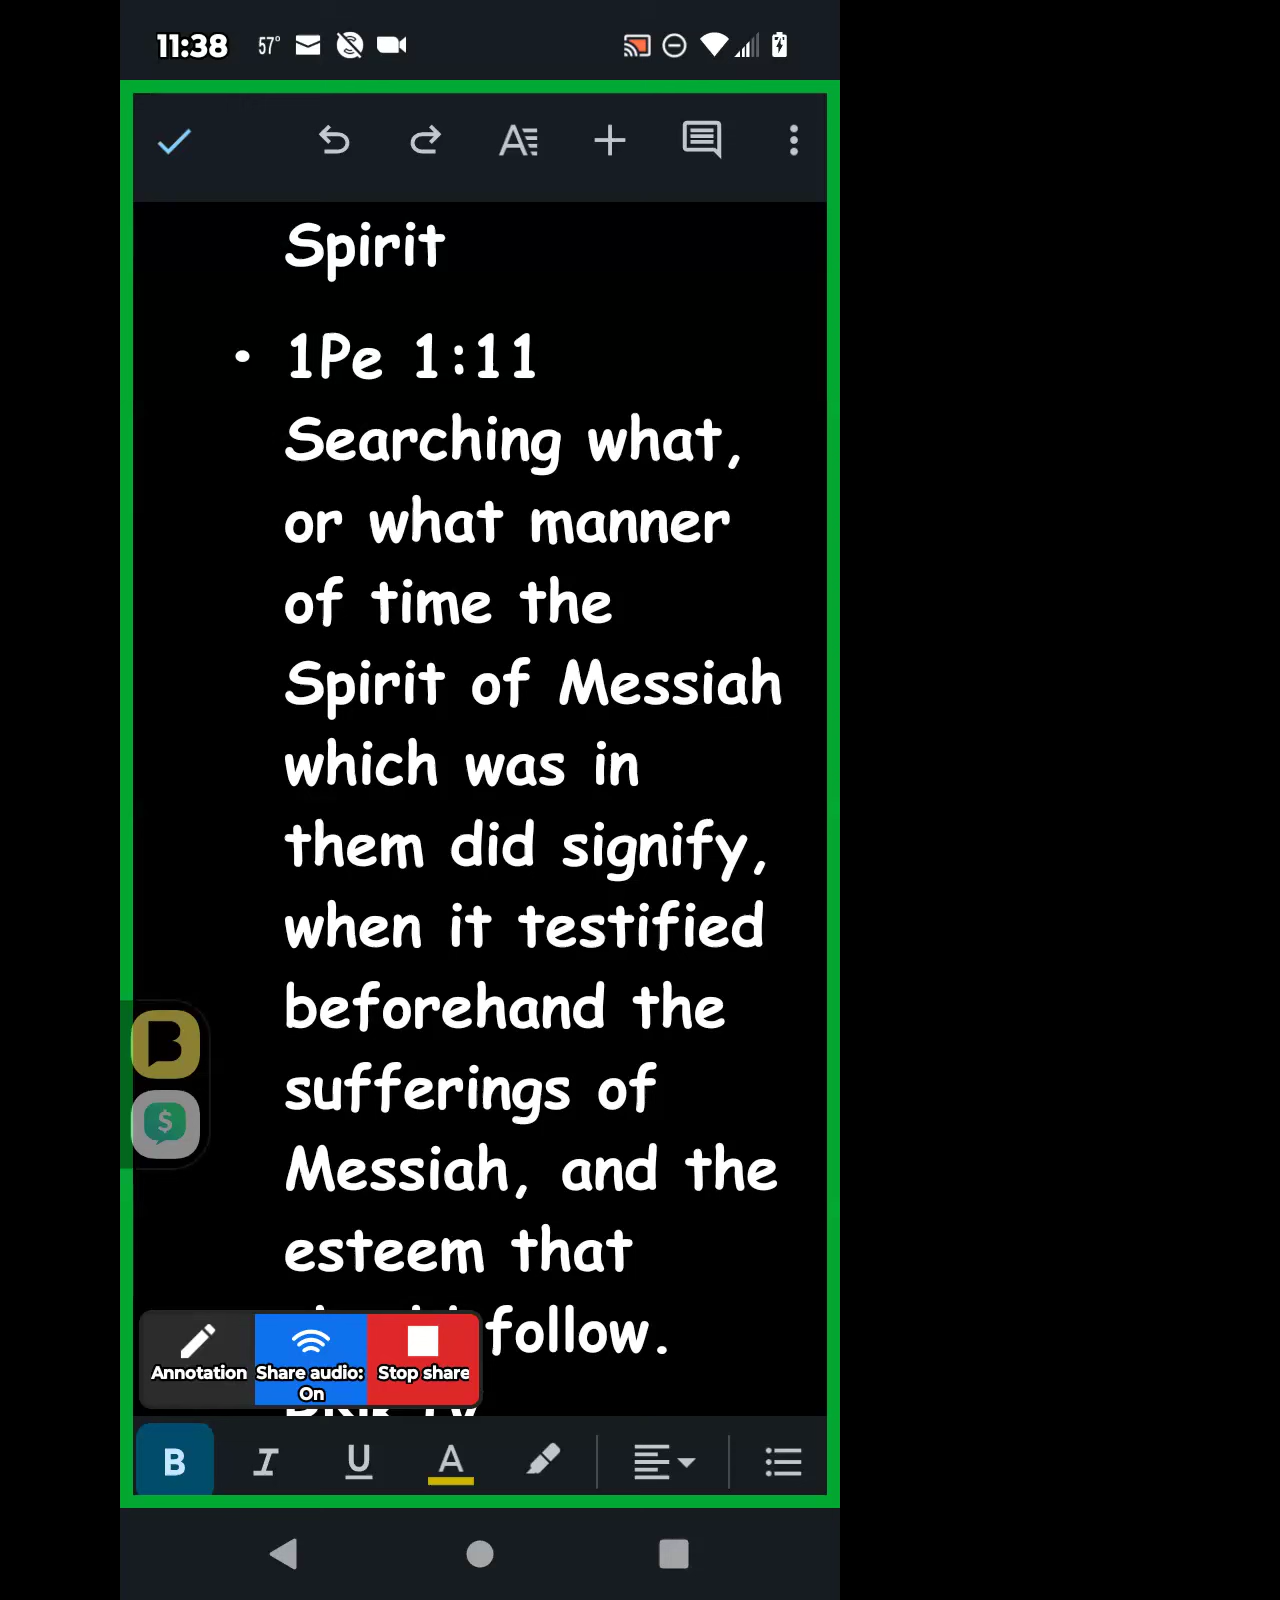 11:38 57°
Spirit
• 1Pe 1:11
Searching what,
or what manner
of time the
Spirit of Messiah
which was in
them did signify,
when it testified
beforehand the
sufferings of
Messiah, and the
esteem that
follow.
Annotation
Share audio:
On
Stop share
B I U A